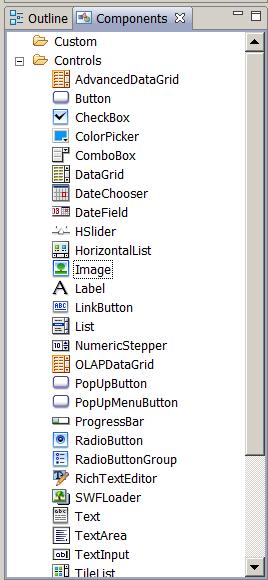 Outline Components
Custom
Controls
AdvancedDataGrid
Button
CheckBox
ColorPicker
ComboBox
DataGrid
DateChooser
DateField
HSlider
HorizontalList
Image
Label
LinkButton
List
NumericStepper
OLAPDataGrid
PopUpButton
PopUpMenuButton
ProgressBar
RadioButton
RadioButtonGroup
RichTextEditor
SWFLoader
Text
TextArea
TextInput
TileList